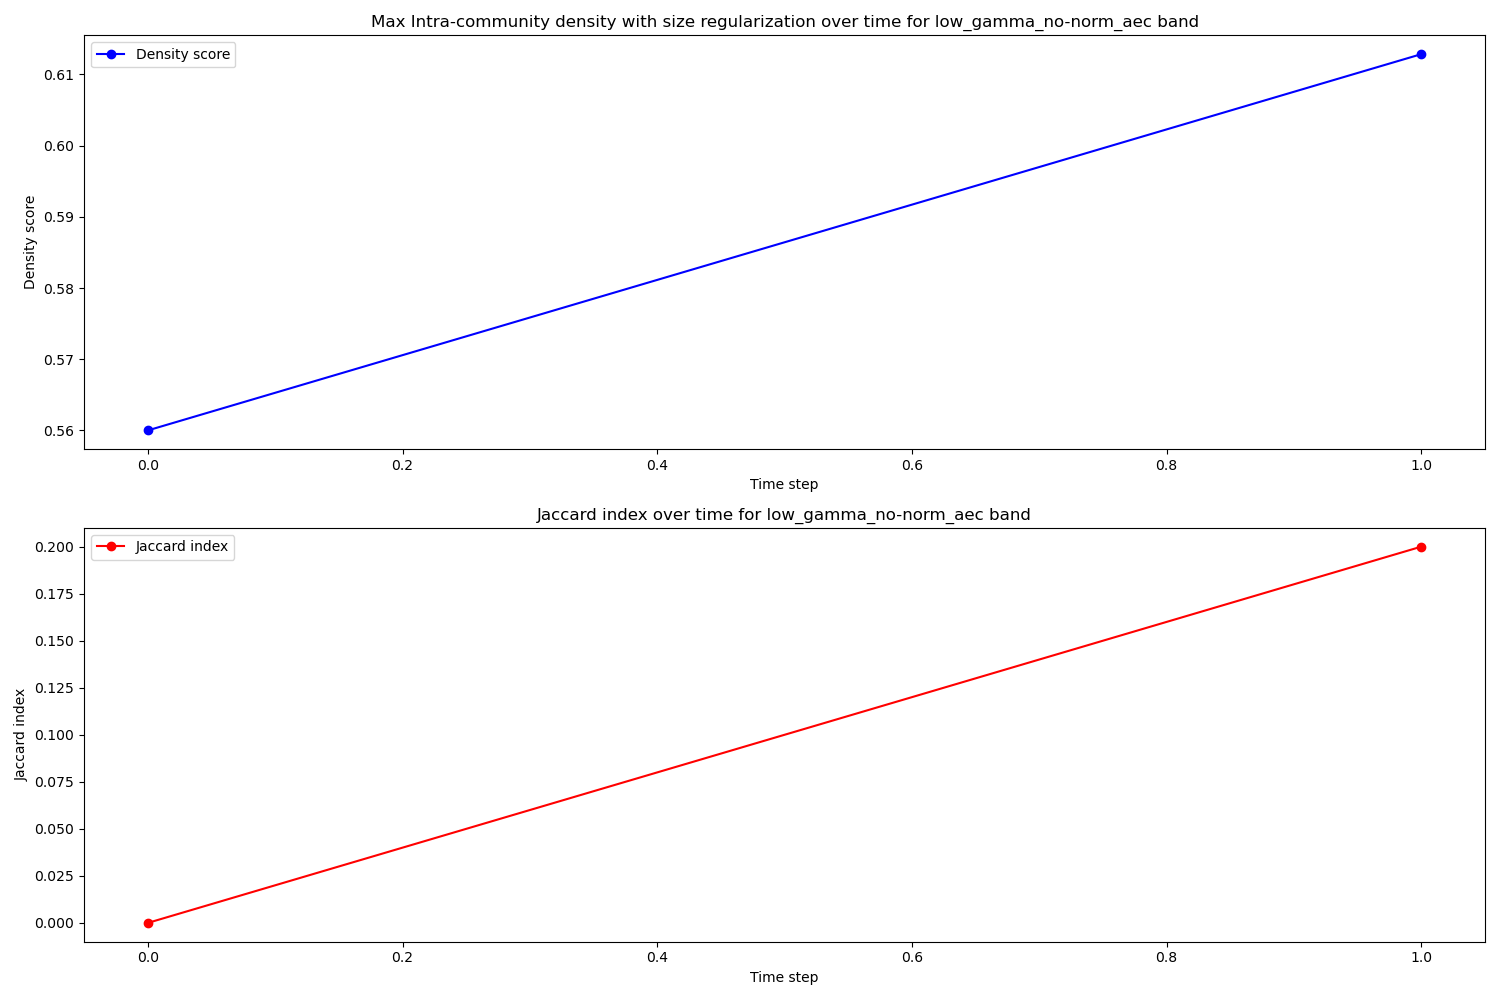 Max Intra-community density with size regularization over time for low_gamma_no-norm_aec band
Density score
0.61
0.60
0.59
0.58
0.57
0.56
Density score
0.0 0.2 0.4 0.6 0.8 1.0
Time step
Jaccard index over time for low_gamma_no-norm_aec band
Jaccard index
0.200
0.175
0.150
0.125
0.100
0.075
0.050
0.025
0.000
Jaccard index
0.0 0.2 0.4 0.6 0.8 1.0
Time step